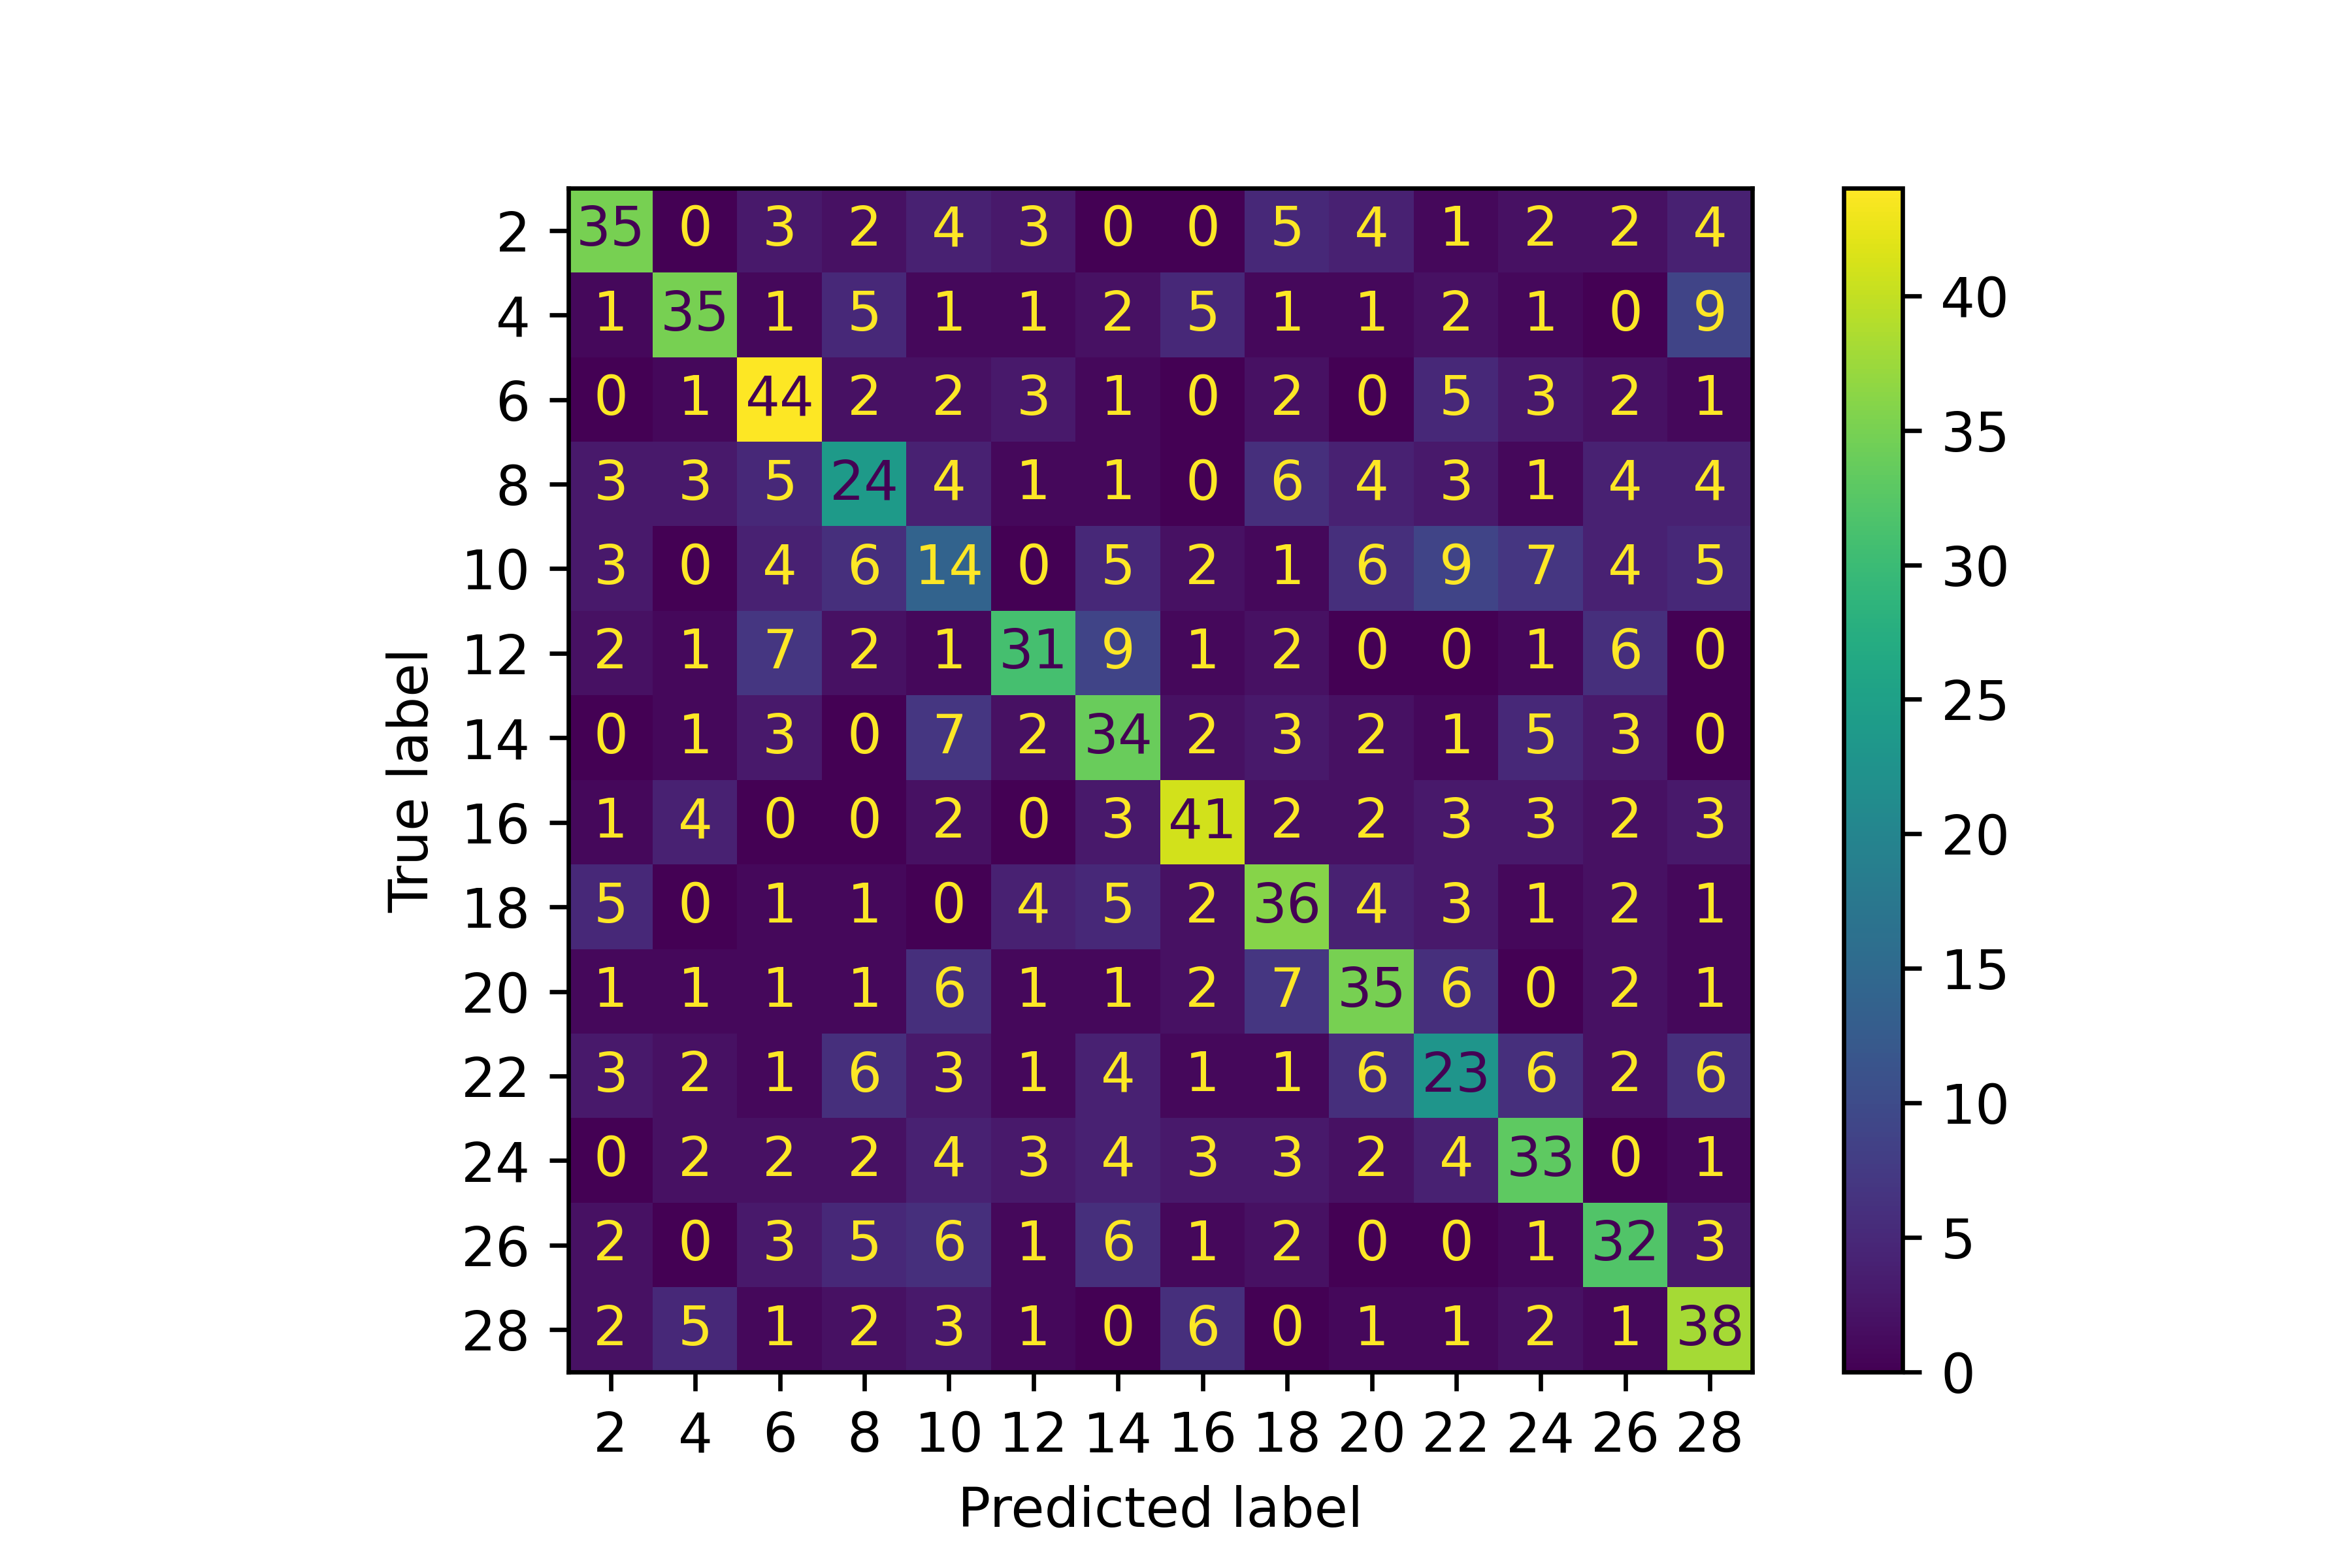 2 35 0 3 2 4 3 0 0 5 4 1 2 2 4
4 1 35 1 5 1 1 2 5 1 1 2 1 0 9
6 0 1 44 2 2 3 1 0 2 0 5 3 2 1
8 3 3 5 24 4 1 1 0 6 4 3 1 4 4
10 3 0 4 6 14 0 5 2 1 6 9 7 4 5
12 2 1 7 2 1 31 9 1 2 0 0 1 6 0
14 0 1 3 0 7 2 34 2 3 2 1 5 3 0
16 1 4 0 0 2 0 3 41 2 2 3 3 2 3
18 5 0 1 1 0 4 5 2 36 4 3 1 2 1
20 1 1 1 1 6 1 1 2 7 35 6 0 2 1
22 3 2 1 6 3 1 4 1 1 6 23 6 2 6
24 0 2 2 2 4 3 4 3 3 2 4 33 0 1
26 2 0 3 5 6 1 6 1 2 0 0 1 32 3
28 2 5 1 2 3 1 0 6 0 1 1 2 1 38
2 4 6 8 10 12 14 16 18 20 22 24 26 28
Predicted label
True label
40
35
30
25
20
15
10
5
0